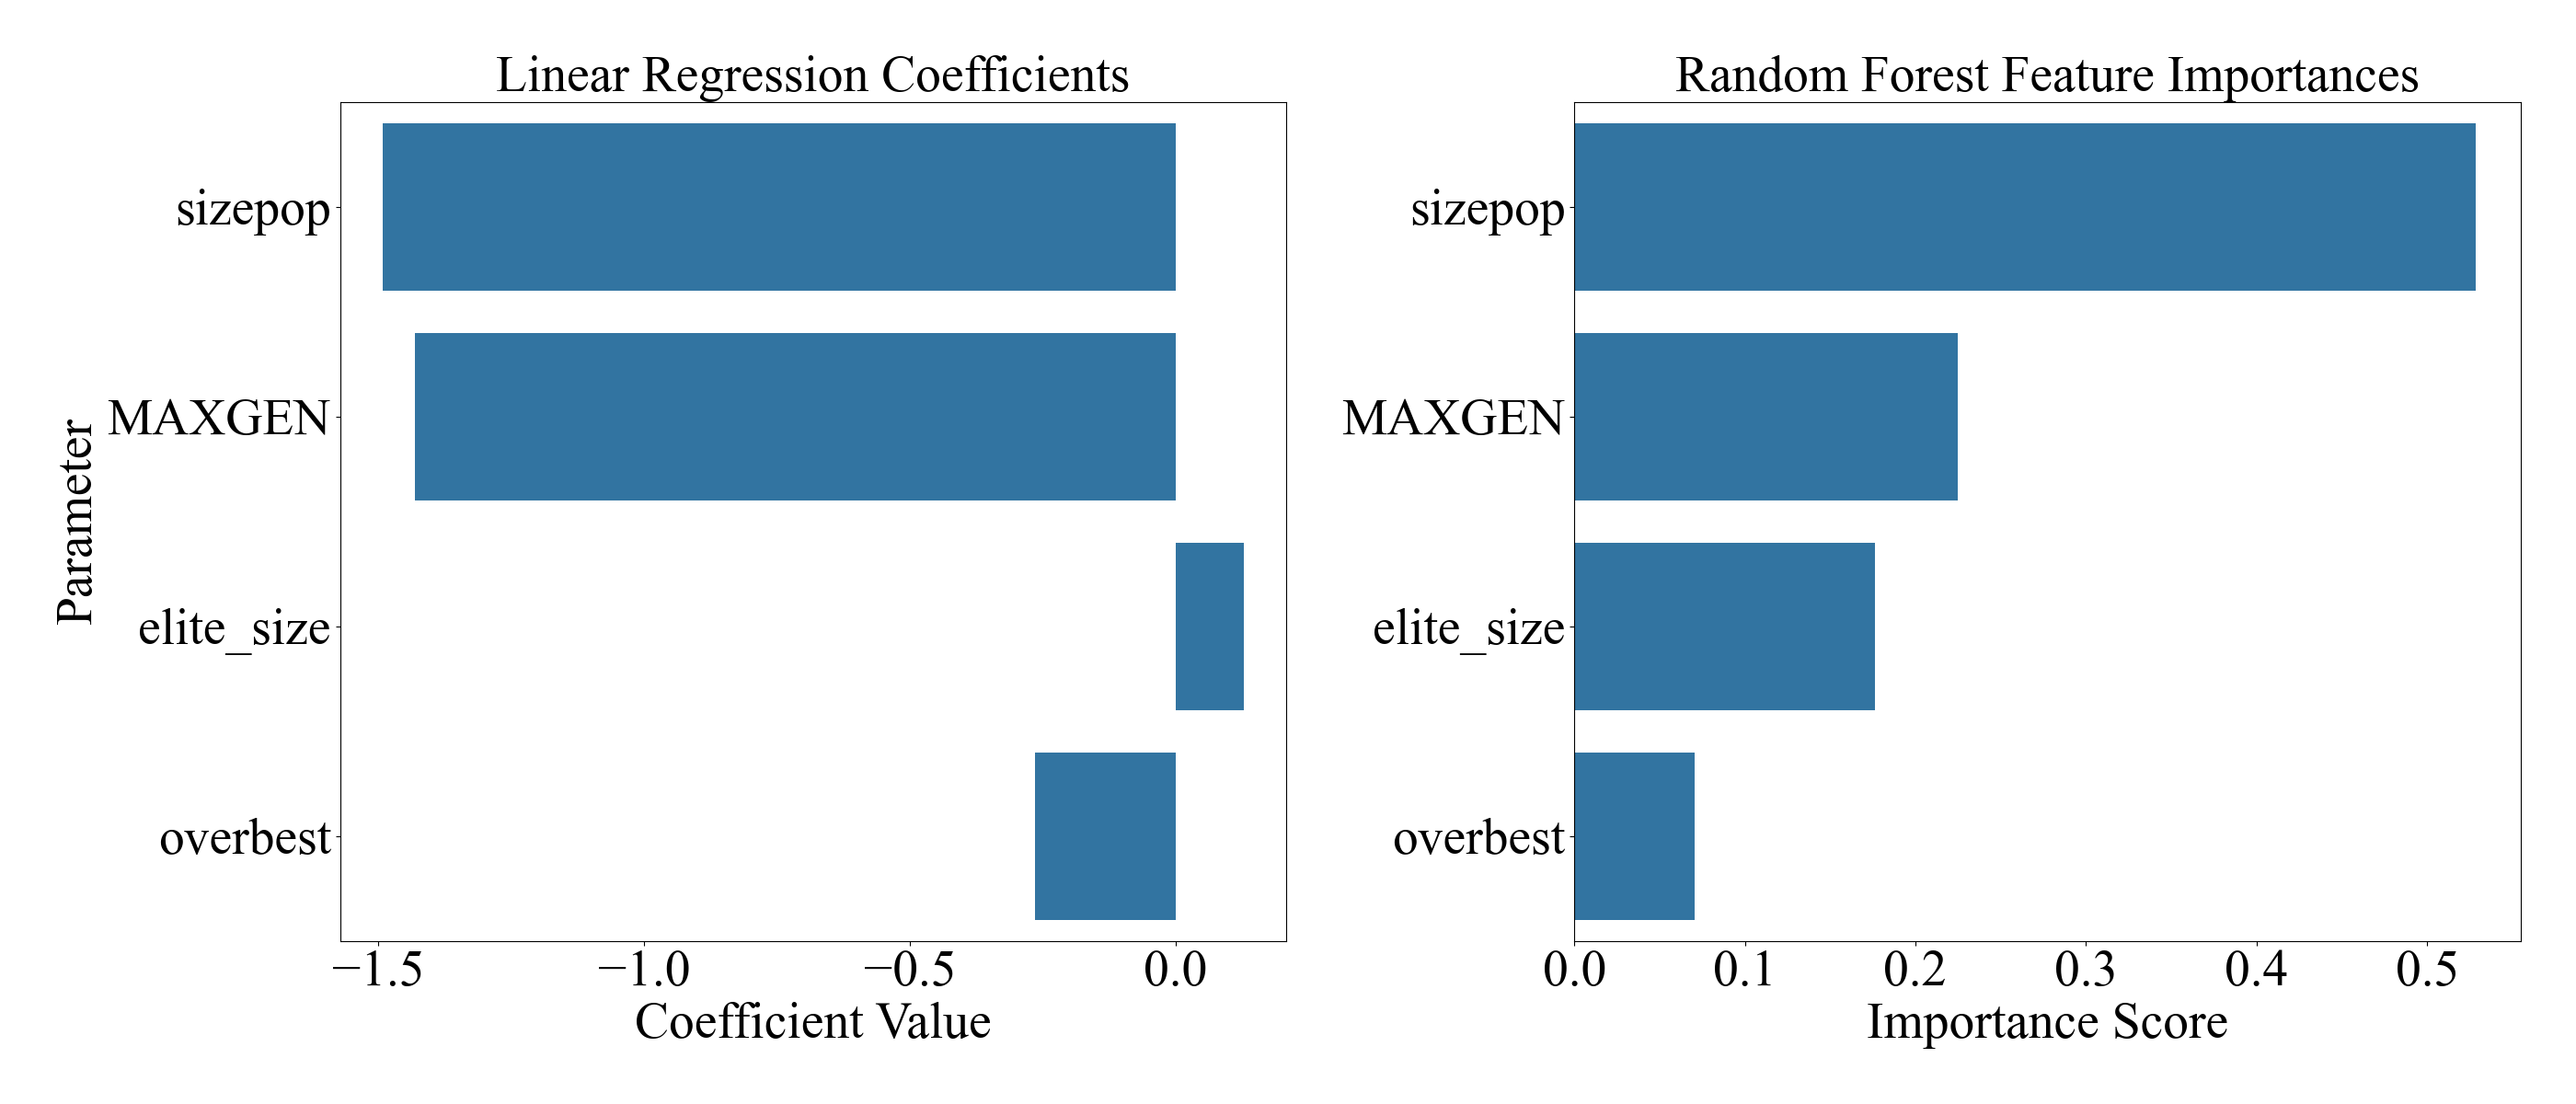 Linear Regression Coefficients
Parameter
sizepop
MAXGEN
elite_size
overbest
−1.5 −1.0 −0.5 0.0
Coefficient Value
Random Forest Feature Importances
sizepop
MAXGEN
elite_size
overbest
0.0 0.1 0.2 0.3 0.4 0.5
Importance Score